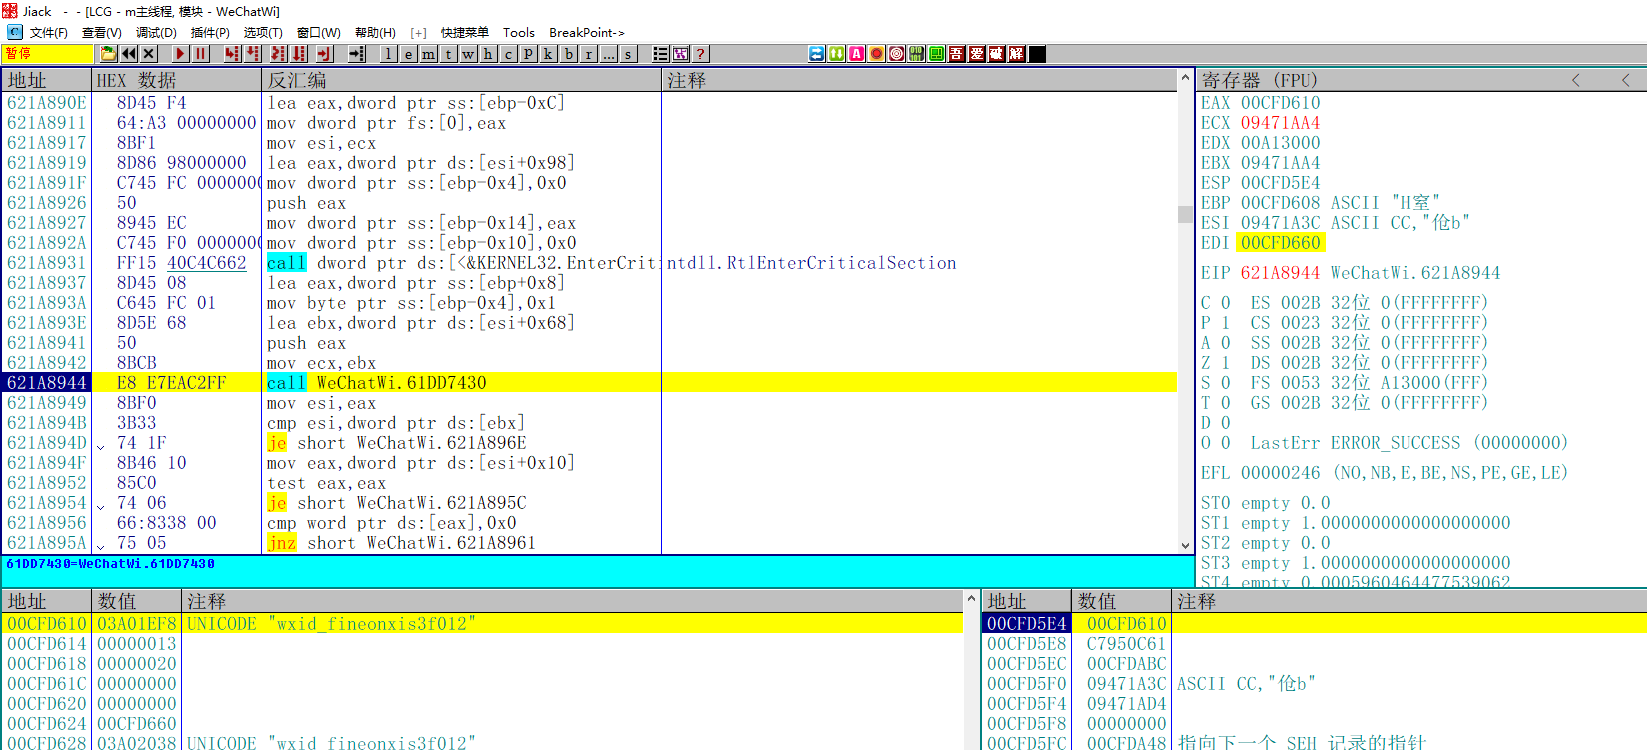 Jiack - - [LCG - m主线程, 模块 - WeChatWi]
文件(F) 查看(V) 调试(D) 插件(P) 选项(T) 窗口(W) 帮助(H) [+] 快捷菜单 Tools BreakPoint->
暂停 l e m t w h c p k b r ... s ? 吾 爱 破 解
地址 HEX 数据 反汇编 注释
621A890E 8D45 F4 lea eax,dword ptr ss:[ebp-0xC]
621A8911 64:A3 00000000 mov dword ptr fs:[0],eax
621A8917 8BF1 mov esi,ecx
621A8919 8D86 98000000 lea eax,dword ptr ds:[esi+0x98]
621A891F C745 FC 0000000 mov dword ptr ss:[ebp-0x4],0x0
621A8926 50 push eax
621A8927 8945 EC mov dword ptr ss:[ebp-0x14],eax
621A892A C745 F0 0000000 mov dword ptr ss:[ebp-0x10],0x0
621A8931 FF15 40C4C662 call dword ptr ds:[<&KERNEL32.EnterCriti ntdll.RtlEnterCriticalSection
621A8937 8D45 08 lea eax,dword ptr ss:[ebp+0x8]
621A893A C645 FC 01 mov byte ptr ss:[ebp-0x4],0x1
621A893E 8D5E 68 lea ebx,dword ptr ds:[esi+0x68]
621A8941 50 push eax
621A8942 8BCB mov ecx,ebx
621A8944 E8 E7EAC2FF call WeChatWi.61DD7430
621A8949 8BF0 mov esi,eax
621A894B 3B33 cmp esi,dword ptr ds:[ebx]
621A894D 74 1F je short WeChatWi.621A896E
621A894F 8B46 10 mov eax,dword ptr ds:[esi+0x10]
621A8952 85C0 test eax,eax
621A8954 74 06 je short WeChatWi.621A895C
621A8956 66:8338 00 cmp word ptr ds:[eax],0x0
621A895A 75 05 jnz short WeChatWi.621A8961
61DD7430=WeChatWi.61DD7430
寄存器 (FPU) < <
EAX 00CFD610
ECX 09471AA4
EDX 00A13000
EBX 09471AA4
ESP 00CFD5E4
EBP 00CFD608 ASCII "H窒"
ESI 09471A3C ASCII CC,"伧b"
EDI 00CFD660
EIP 621A8944 WeChatWi.621A8944
C 0 ES 002B 32位 0(FFFFFFFF)
P 1 CS 0023 32位 0(FFFFFFFF)
A 0 SS 002B 32位 0(FFFFFFFF)
Z 1 DS 002B 32位 0(FFFFFFFF)
S 0 FS 0053 32位 A13000(FFF)
T 0 GS 002B 32位 0(FFFFFFFF)
D 0
O 0 LastErr ERROR_SUCCESS (00000000)
EFL 00000246 (NO,NB,E,BE,NS,PE,GE,LE)
ST0 empty 0.0
ST1 empty 1.0000000000000000000
ST2 empty 0.0
ST3 empty 1.0000000000000000000
ST4 empty 0.0005960464477539062
地址 数值 注释
00CFD610 03A01EF8 UNICODE "wxid_fineonxis3f012"
00CFD614 00000013
00CFD618 00000020
00CFD61C 00000000
00CFD620 00000000
00CFD624 00CFD660
00CFD628 03A02038 UNICODE "wxid_fineonxis3f012"
地址 数值 注释
00CFD5E4 00CFD610
00CFD5E8 C7950C61
00CFD5EC 00CFDABC
00CFD5F0 09471A3C ASCII CC,"伧b"
00CFD5F4 09471AD4
00CFD5F8 00000000
00CFD5FC 00CFDA48 指向下一个 SEH 记录的指针